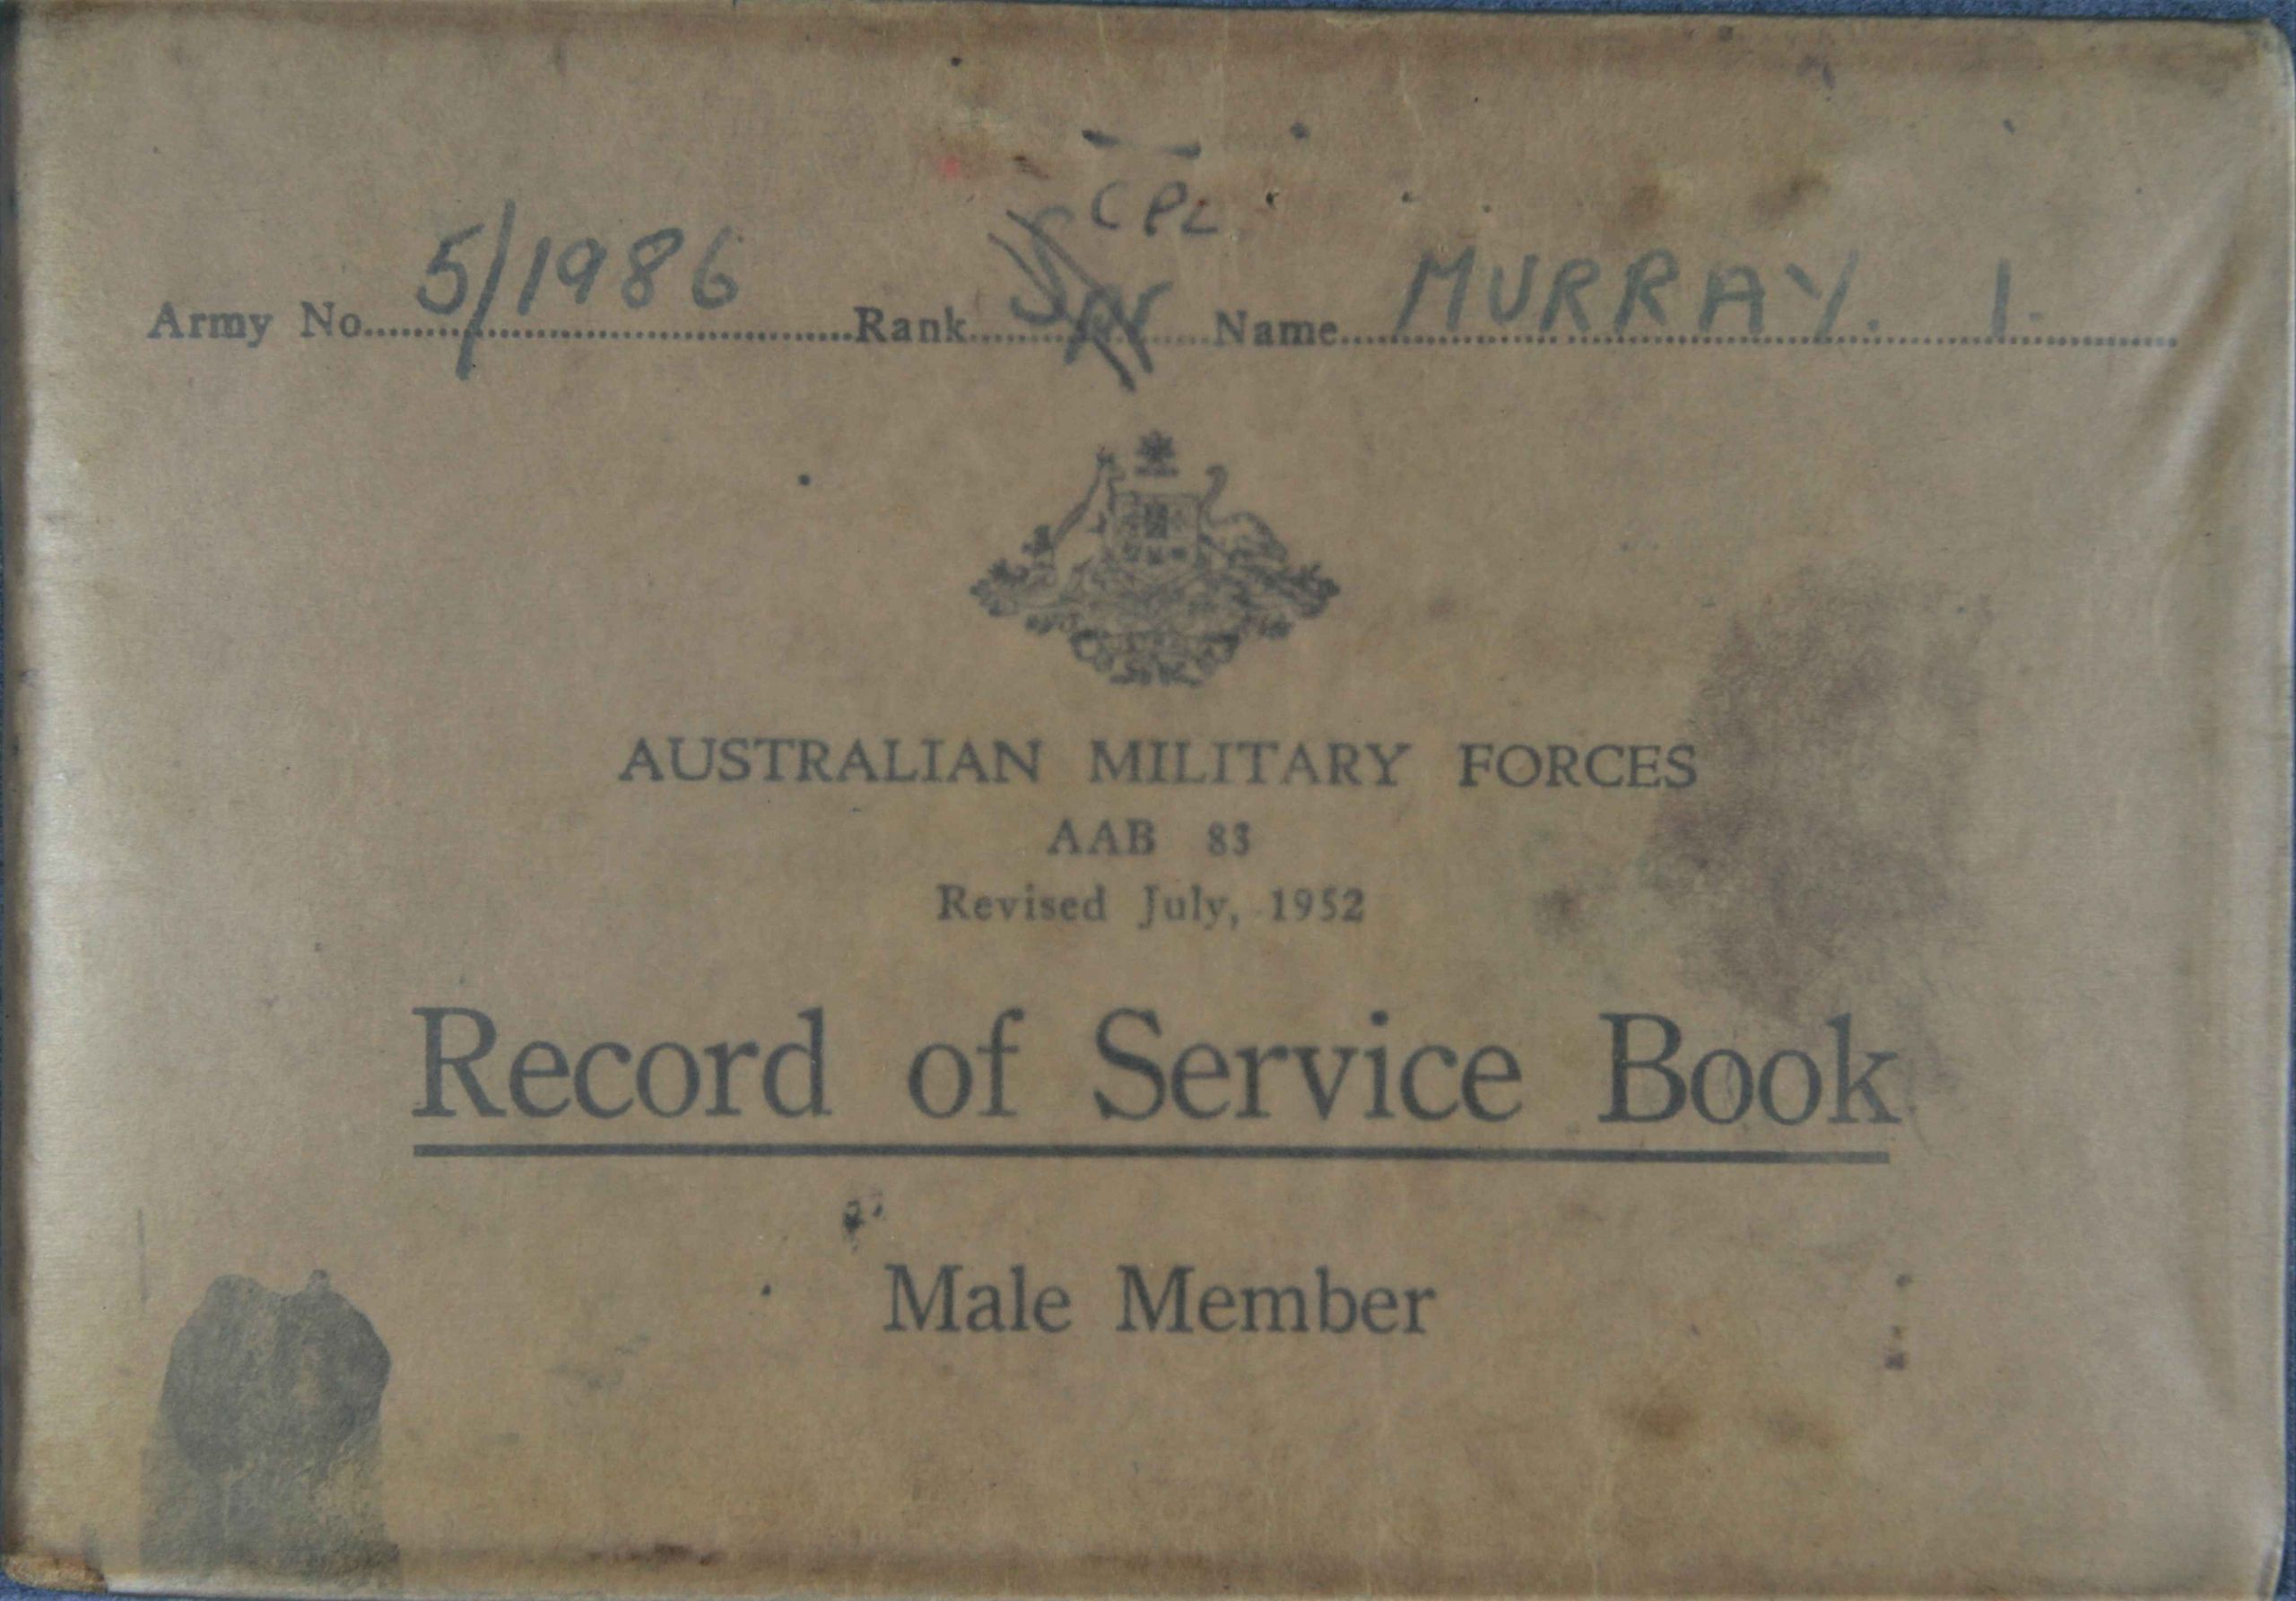 CPL
Army No. 5/1986 Rank Spr Name MURRAY. I.
AUSTRALIAN MILITARY FORCES
AAB 83
Revised July, 1952
Record of Service Book
Male Member